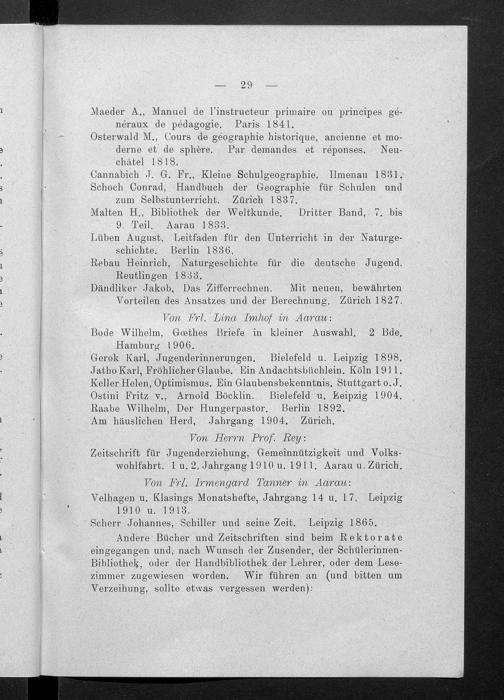 — 29 —
Maeder A., Manuel de l'instructeur primaire ou principes gé-
néraux de pédagogie. Paris 1841.
Osterwald M., Cours de géographie historique, ancienne et mo-
derne et de sphère. Par demandes et réponses. Neu-
châtel 1818.
Cannabich J. G. Fr., Kleine Schulgeographie. Ilmenau 1831.
Schoch Conrad, Handbuch der Geographie für Schulen und
zum Selbstunterricht. Zürich 1837.
Malten H., Bibliothek der Weltkunde. Dritter Band, 7. bis
9. Teil. Aarau 1833.
Lüben August, Leitfaden für den Unterricht in der Naturge-
schichte. Berlin 1836.
Rebau Heinrich, Naturgeschichte für die deutsche Jugend.
Reutlingen 1833.
Dändliker Jakob, Das Zifferrechnen. Mit neuen, bewährten
Vorteilen des Ansatzes und der Berechnung. Zürich 1827.
Von Frl. Lina Imhof in Aarau:
Bode Wilhelm, Gœthes Briefe in kleiner Auswahl. 2 Bde.
Hamburg 1906.
Gerok Karl, Jugenderinnerungen. Bielefeld u. Leipzig 1898.
Jatho Karl, Fröhlicher Glaube. Ein Andachtsbüchlein. Köln 1911.
Keller Helen, Optimismus. Ein Glaubensbekenntnis. Stuttgart o. J.
Ostini Fritz v., Arnold Böcklin. Bielefeld u. Leipzig 1904.
Raabe Wilhelm, Der Hungerpastor. Berlin 1892.
Am häuslichen Herd, Jahrgang 1904. Zürich.
Von Herrn Prof. Rey:
Zeitschrift für Jugenderziehung, Gemeinnützigkeit und Volks-
wohlfahrt. 1 u. 2. Jahrgang 1910 u. 1911. Aarau u. Zürich.
Von Frl. Irmengard Tanner in Aarau:
Velhagen u. Klasings Monatshefte, Jahrgang 14 u. 17. Leipzig
1910 u. 1913.
Scherr Johannes, Schiller und seine Zeit. Leipzig 1865.
Andere Bücher und Zeitschriften sind beim Rektorate
eingegangen und, nach Wunsch der Zusender, der Schülerinnen-
Bibliothek, oder der Handbibliothek der Lehrer, oder dem Lese-
zimmer zugewiesen worden. Wir führen an (und bitten um
Verzeihung, sollte etwas vergessen werden):